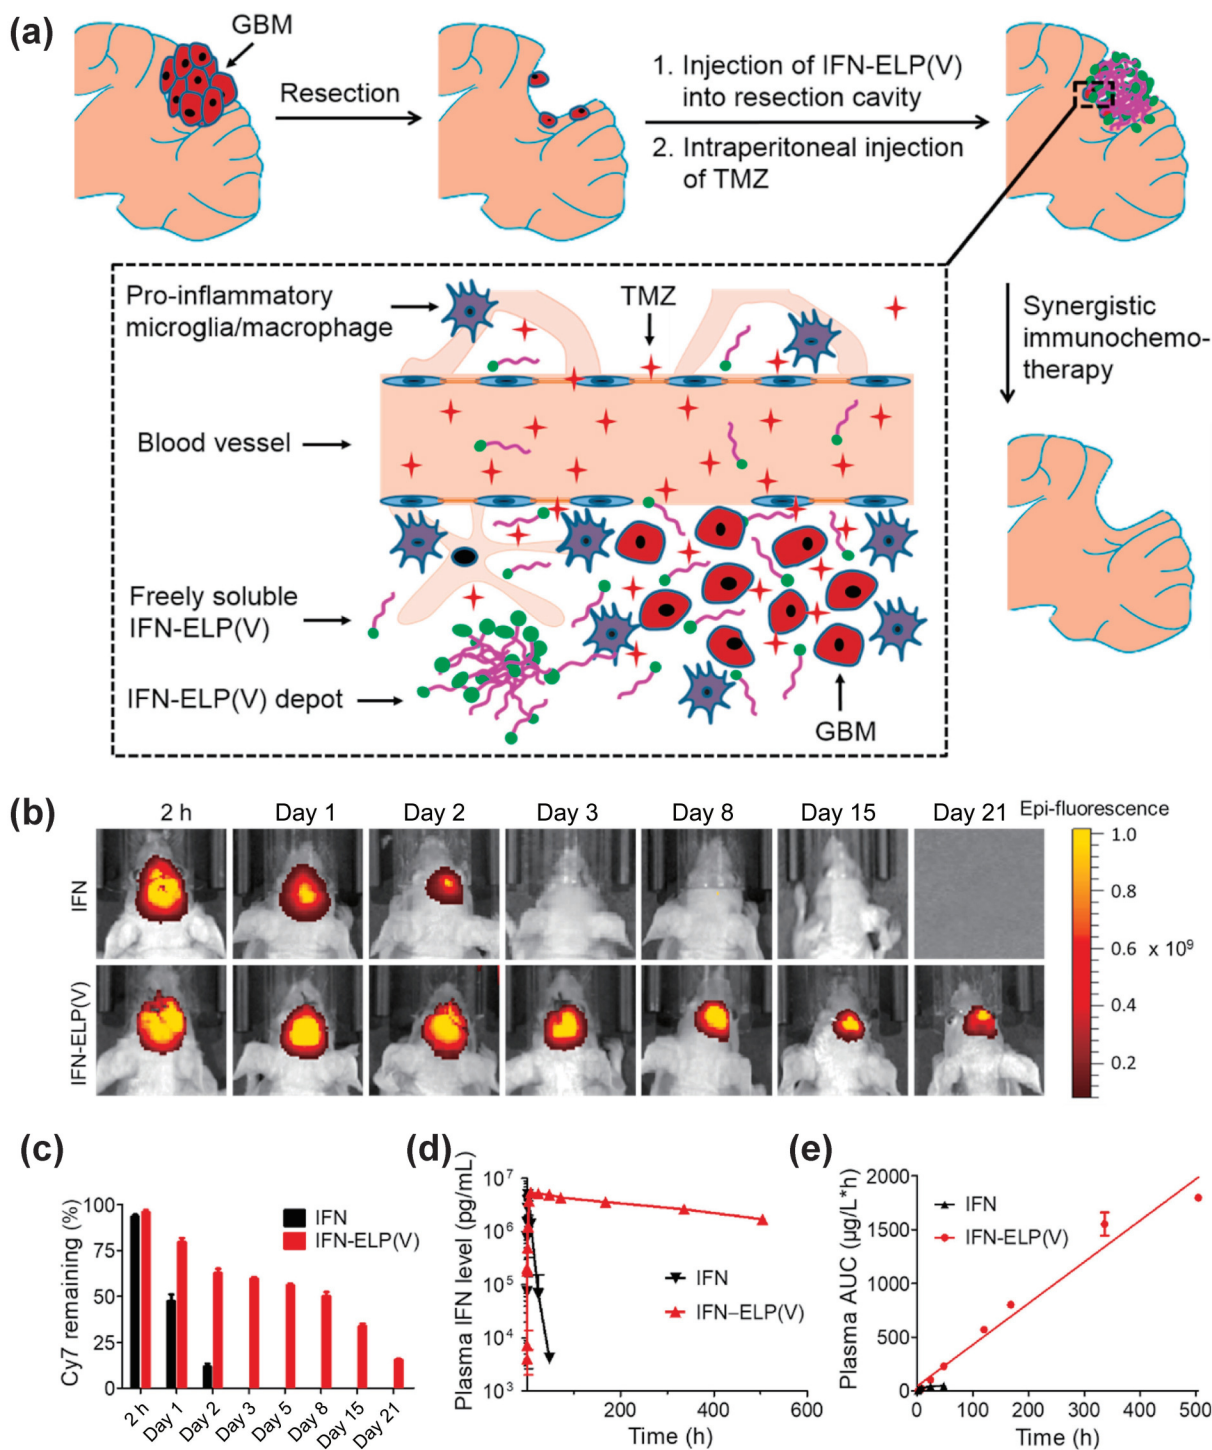 (a)
GBM
Resection
1. Injection of IFN-ELP(V)
into resection cavity
2. Intraperitoneal injection
of TMZ
Pro-inflammatory
microglia/macrophage
TMZ
Synergistic
immunochemo-
therapy
Blood vessel
Freely soluble
IFN-ELP(V)
IFN-ELP(V) depot
GBM
(b)
2 h Day 1 Day 2 Day 3 Day 8 Day 15 Day 21 Epi-fluorescence
IFN
IFN-ELP(V)
1.0
0.8
0.6
x 10⁹
0.4
0.2
(c)
Cy7 remaining (%)
100
75
50
25
0
IFN
IFN-ELP(V)
2 h Day 1 Day 2 Day 3 Day 5 Day 8 Day 15 Day 21
(d)
Plasma IFN level (pg/mL)
10⁷
10⁶
10⁵
10⁴
10³
IFN
IFN–ELP(V)
200 400 600
Time (h)
(e)
Plasma AUC (µg/L*h)
2000
1500
1000
500
0
IFN
IFN-ELP(V)
0 100 200 300 400 500
Time (h)